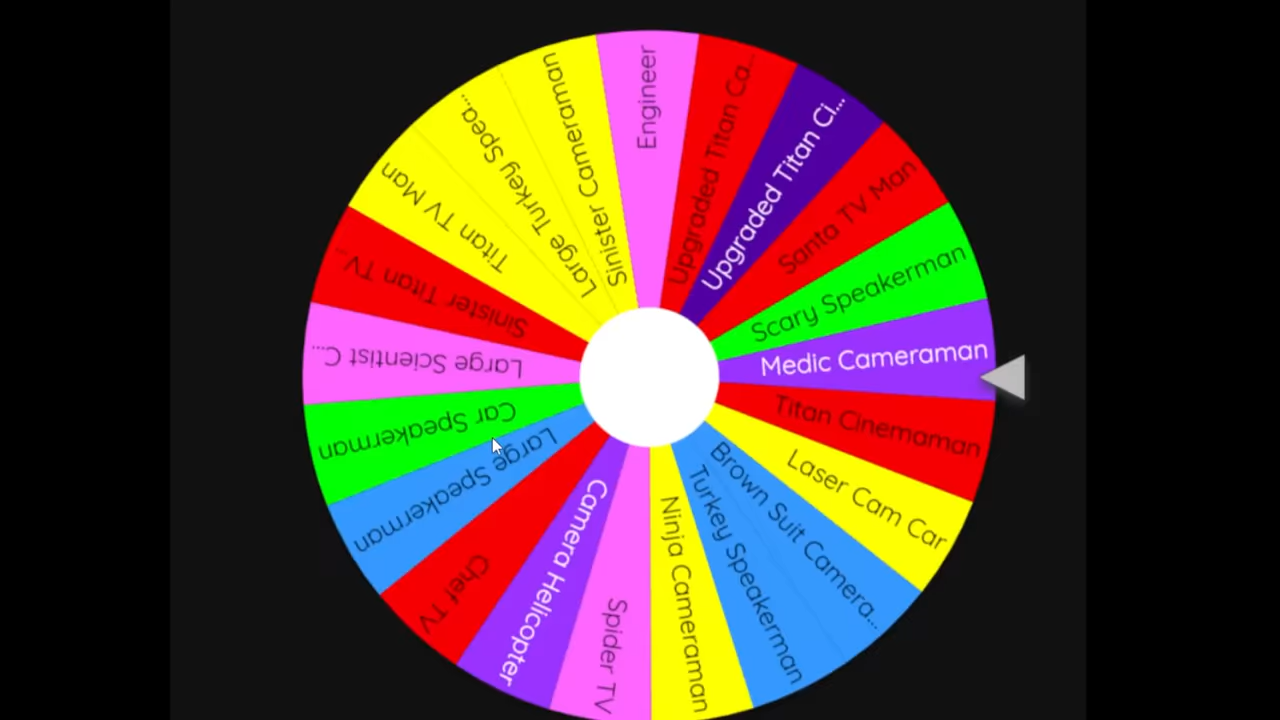 Engineer
Upgraded Titan Ca...
Upgraded Titan Ci...
Santa TV Man
Scary Speakerman
Medic Cameraman
Titan Cinemaman
Laser Cam Car
Brown Suit Camera...
Turkey Speakerman
Ninja Cameraman
Spider TV
Camera Helicopter
Chef TV
Large Speakerman
Car Speakerman
Large Scientist C...
Sinister Titan TV...
Titan TV Man
Large Turkey Spea...
Sinister Cameraman